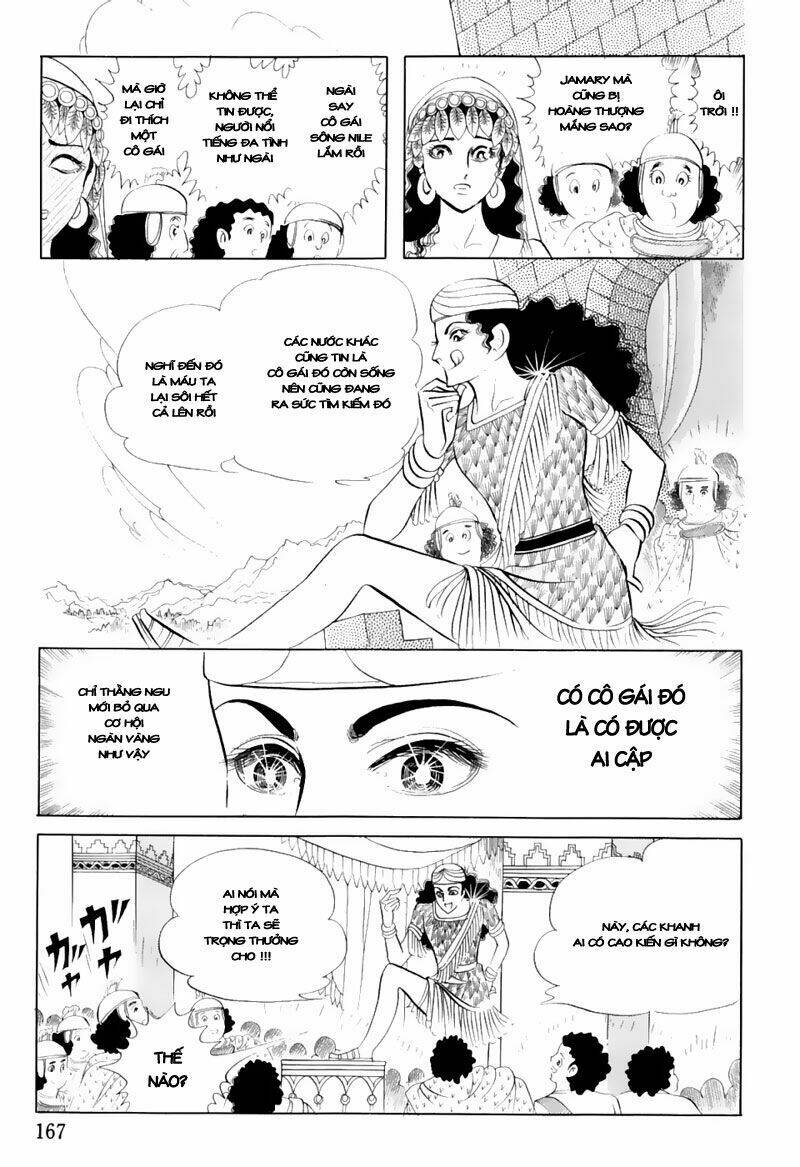 ÔI
TRỜI !!
JAMARY MÀ
CŨNG BỊ
HOÀNG THƯỢNG
MẮNG SAO?
NGÀI
SAY
CÔ GÁI
SÔNG NILE
LẮM RỒI
KHÔNG THỂ
TIN ĐƯỢC,
NGƯỜI NỔI
TIẾNG ĐA TÌNH
NHƯ NGÀI
MÀ GIỜ
LẠI CHỈ
ĐI THÍCH
MỘT
CÔ GÁI
CÁC NƯỚC KHÁC
CŨNG TIN LÀ
CÔ GÁI ĐÓ CÒN SỐNG
NÊN CŨNG ĐANG
RA SỨC TÌM KIẾM ĐÓ
NGHĨ ĐẾN ĐÓ
LÀ MÁU TA
LẠI SÔI HẾT
CẢ LÊN RỒI
CÓ CÔ GÁI ĐÓ
LÀ CÓ ĐƯỢC
AI CẬP
CHỈ THẰNG NGU
MỚI BỎ QUA
CƠ HỘI
NGÀN VÀNG
NHƯ VẬY
NÀY, CÁC KHANH
AI CÓ CAO KIẾN GÌ KHÔNG?
AI NÓI MÀ
HỢP Ý TA
THÌ TA SẼ
TRỌNG THƯỞNG
CHO !!!
ガヤ
ガヤ
THẾ
NÀO?
167